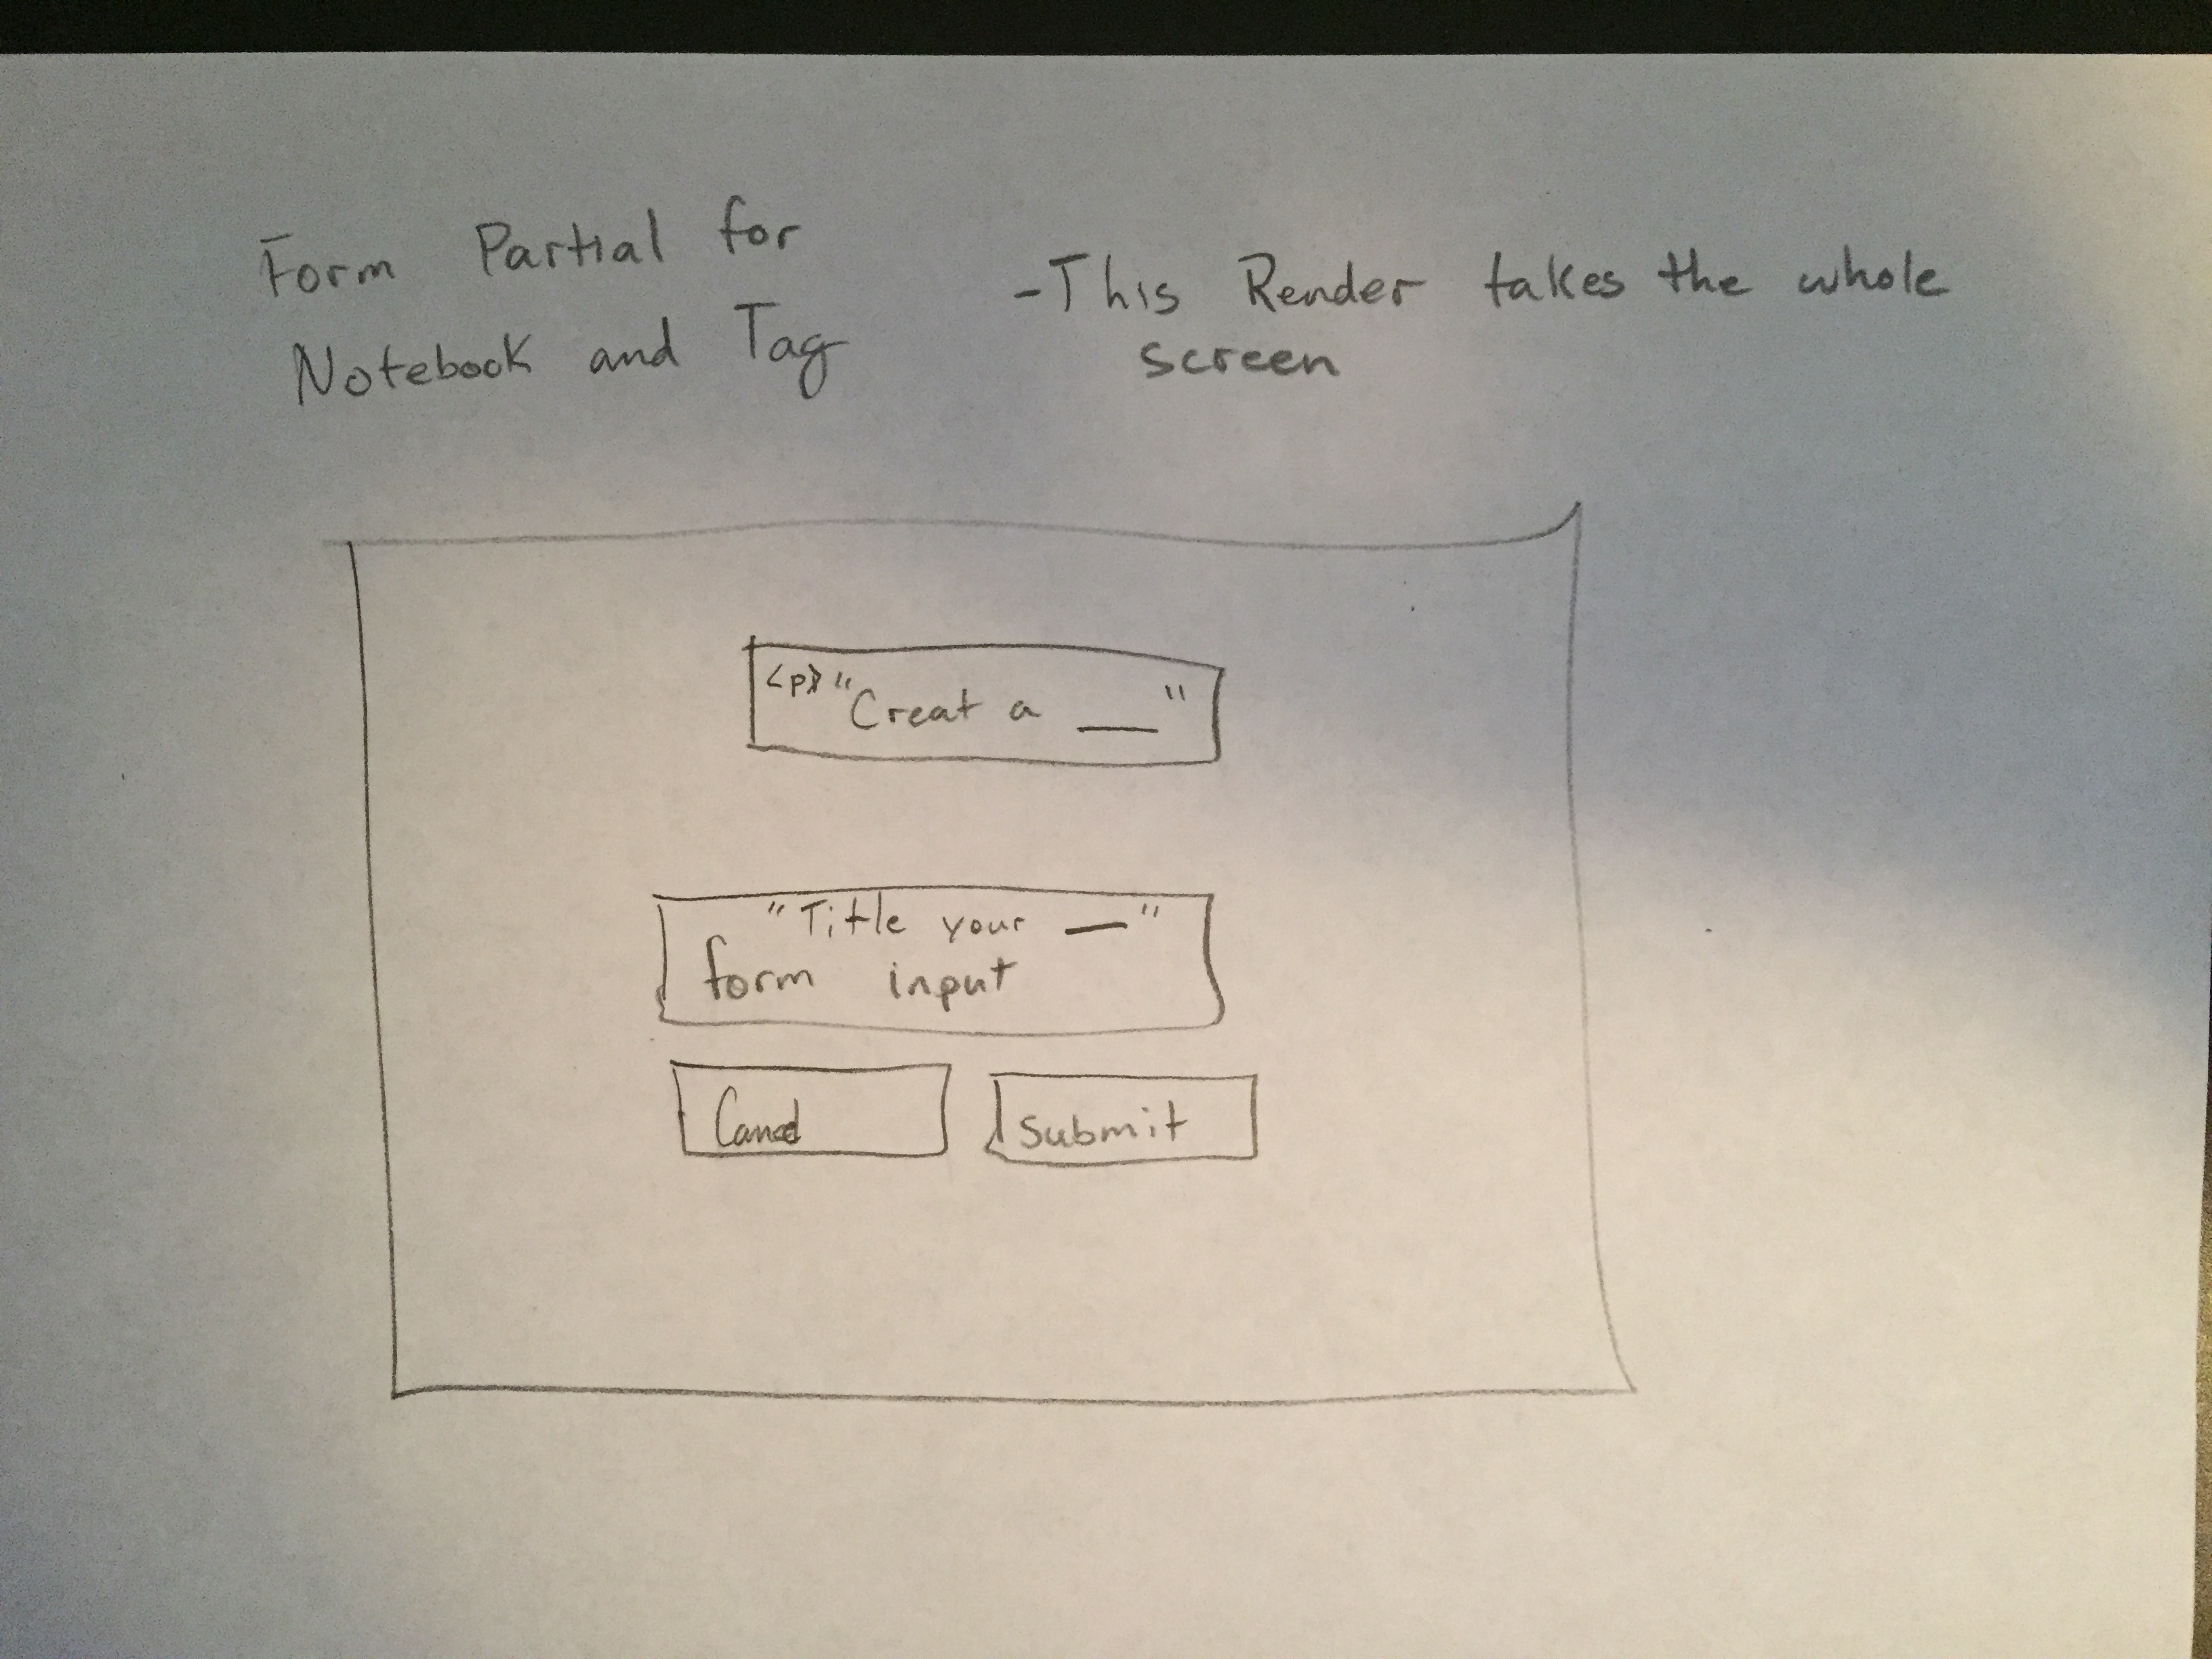 Form Partial for
Notebook and Tag
-This Render takes the whole
screen
<p> "Creat a ___"
"Title your __"
form input
Cancel
Submit